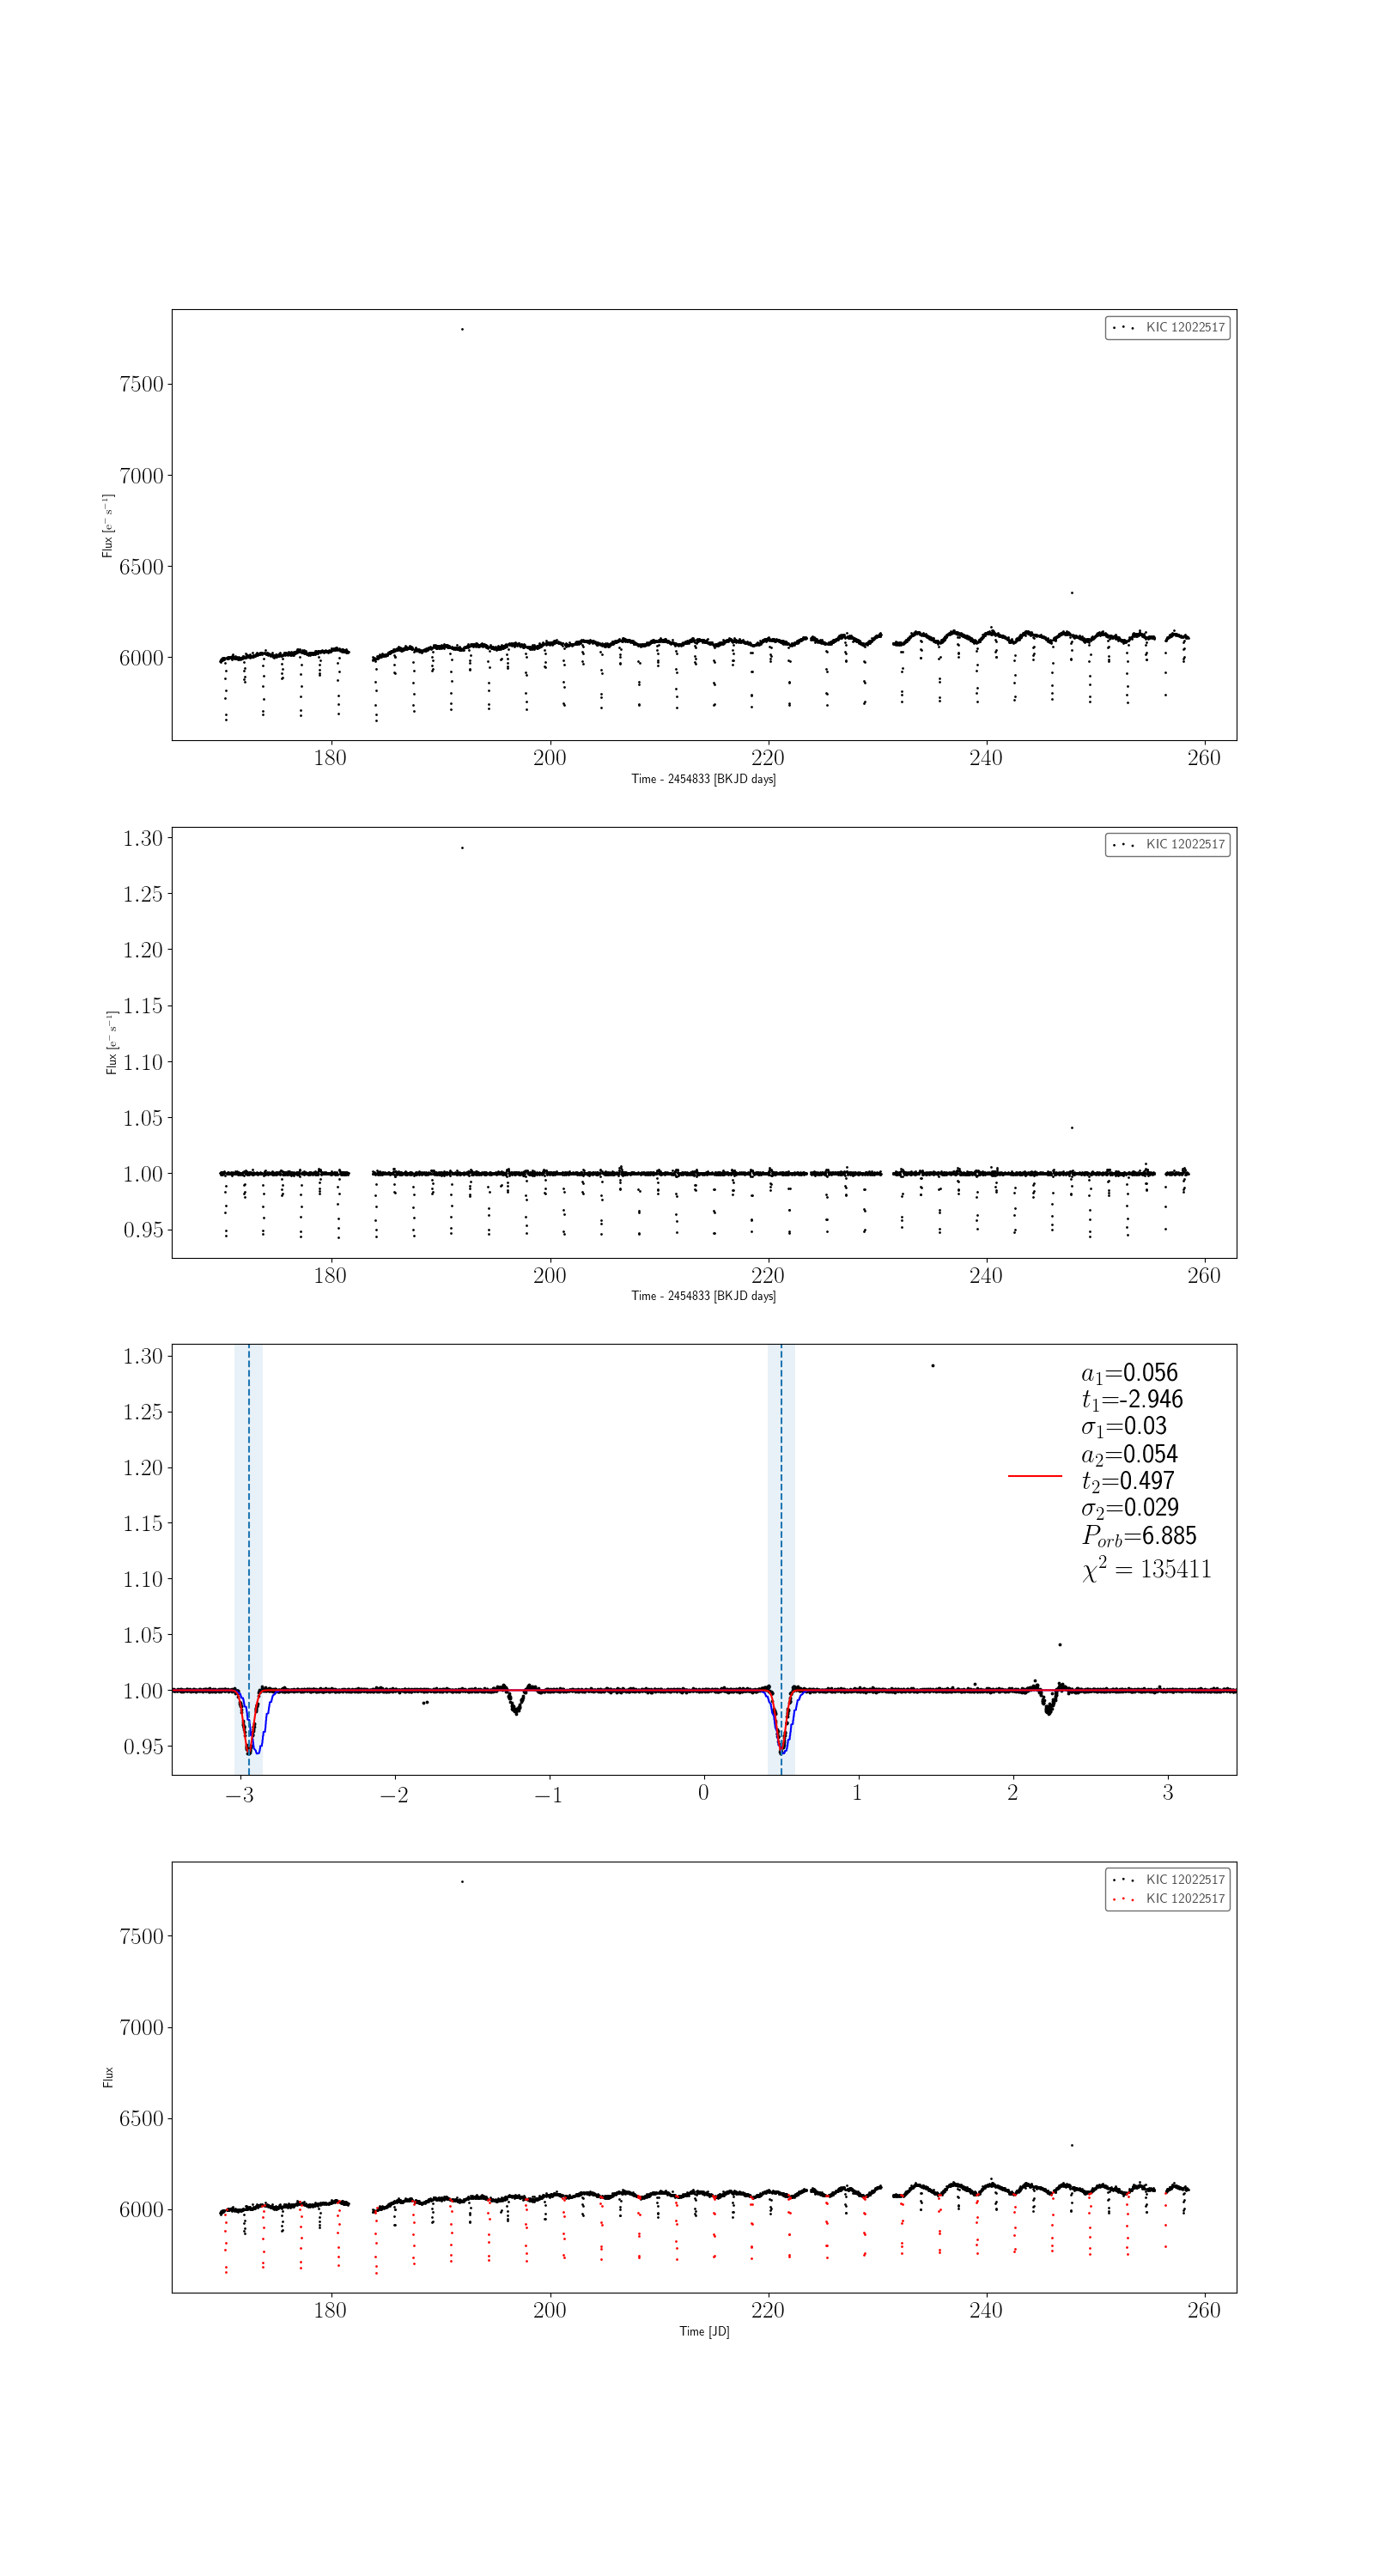 KIC 12022517
7500
7000
6500
6000
Flux [e⁻ s⁻¹]
180 200 220 240 260
Time - 2454833 [BKJD days]
KIC 12022517
1.30
1.25
1.20
1.15
1.10
1.05
1.00
0.95
Flux [e⁻ s⁻¹]
180 200 220 240 260
Time - 2454833 [BKJD days]
1.30
1.25
1.20
1.15
1.10
1.05
1.00
0.95
a₁=0.056
t₁=-2.946
σ₁=0.03
a₂=0.054
t₂=0.497
σ₂=0.029
P_orb=6.885
χ² = 135411
−3 −2 −1 0 1 2 3
KIC 12022517
KIC 12022517
7500
7000
6500
6000
Flux
180 200 220 240 260
Time [JD]